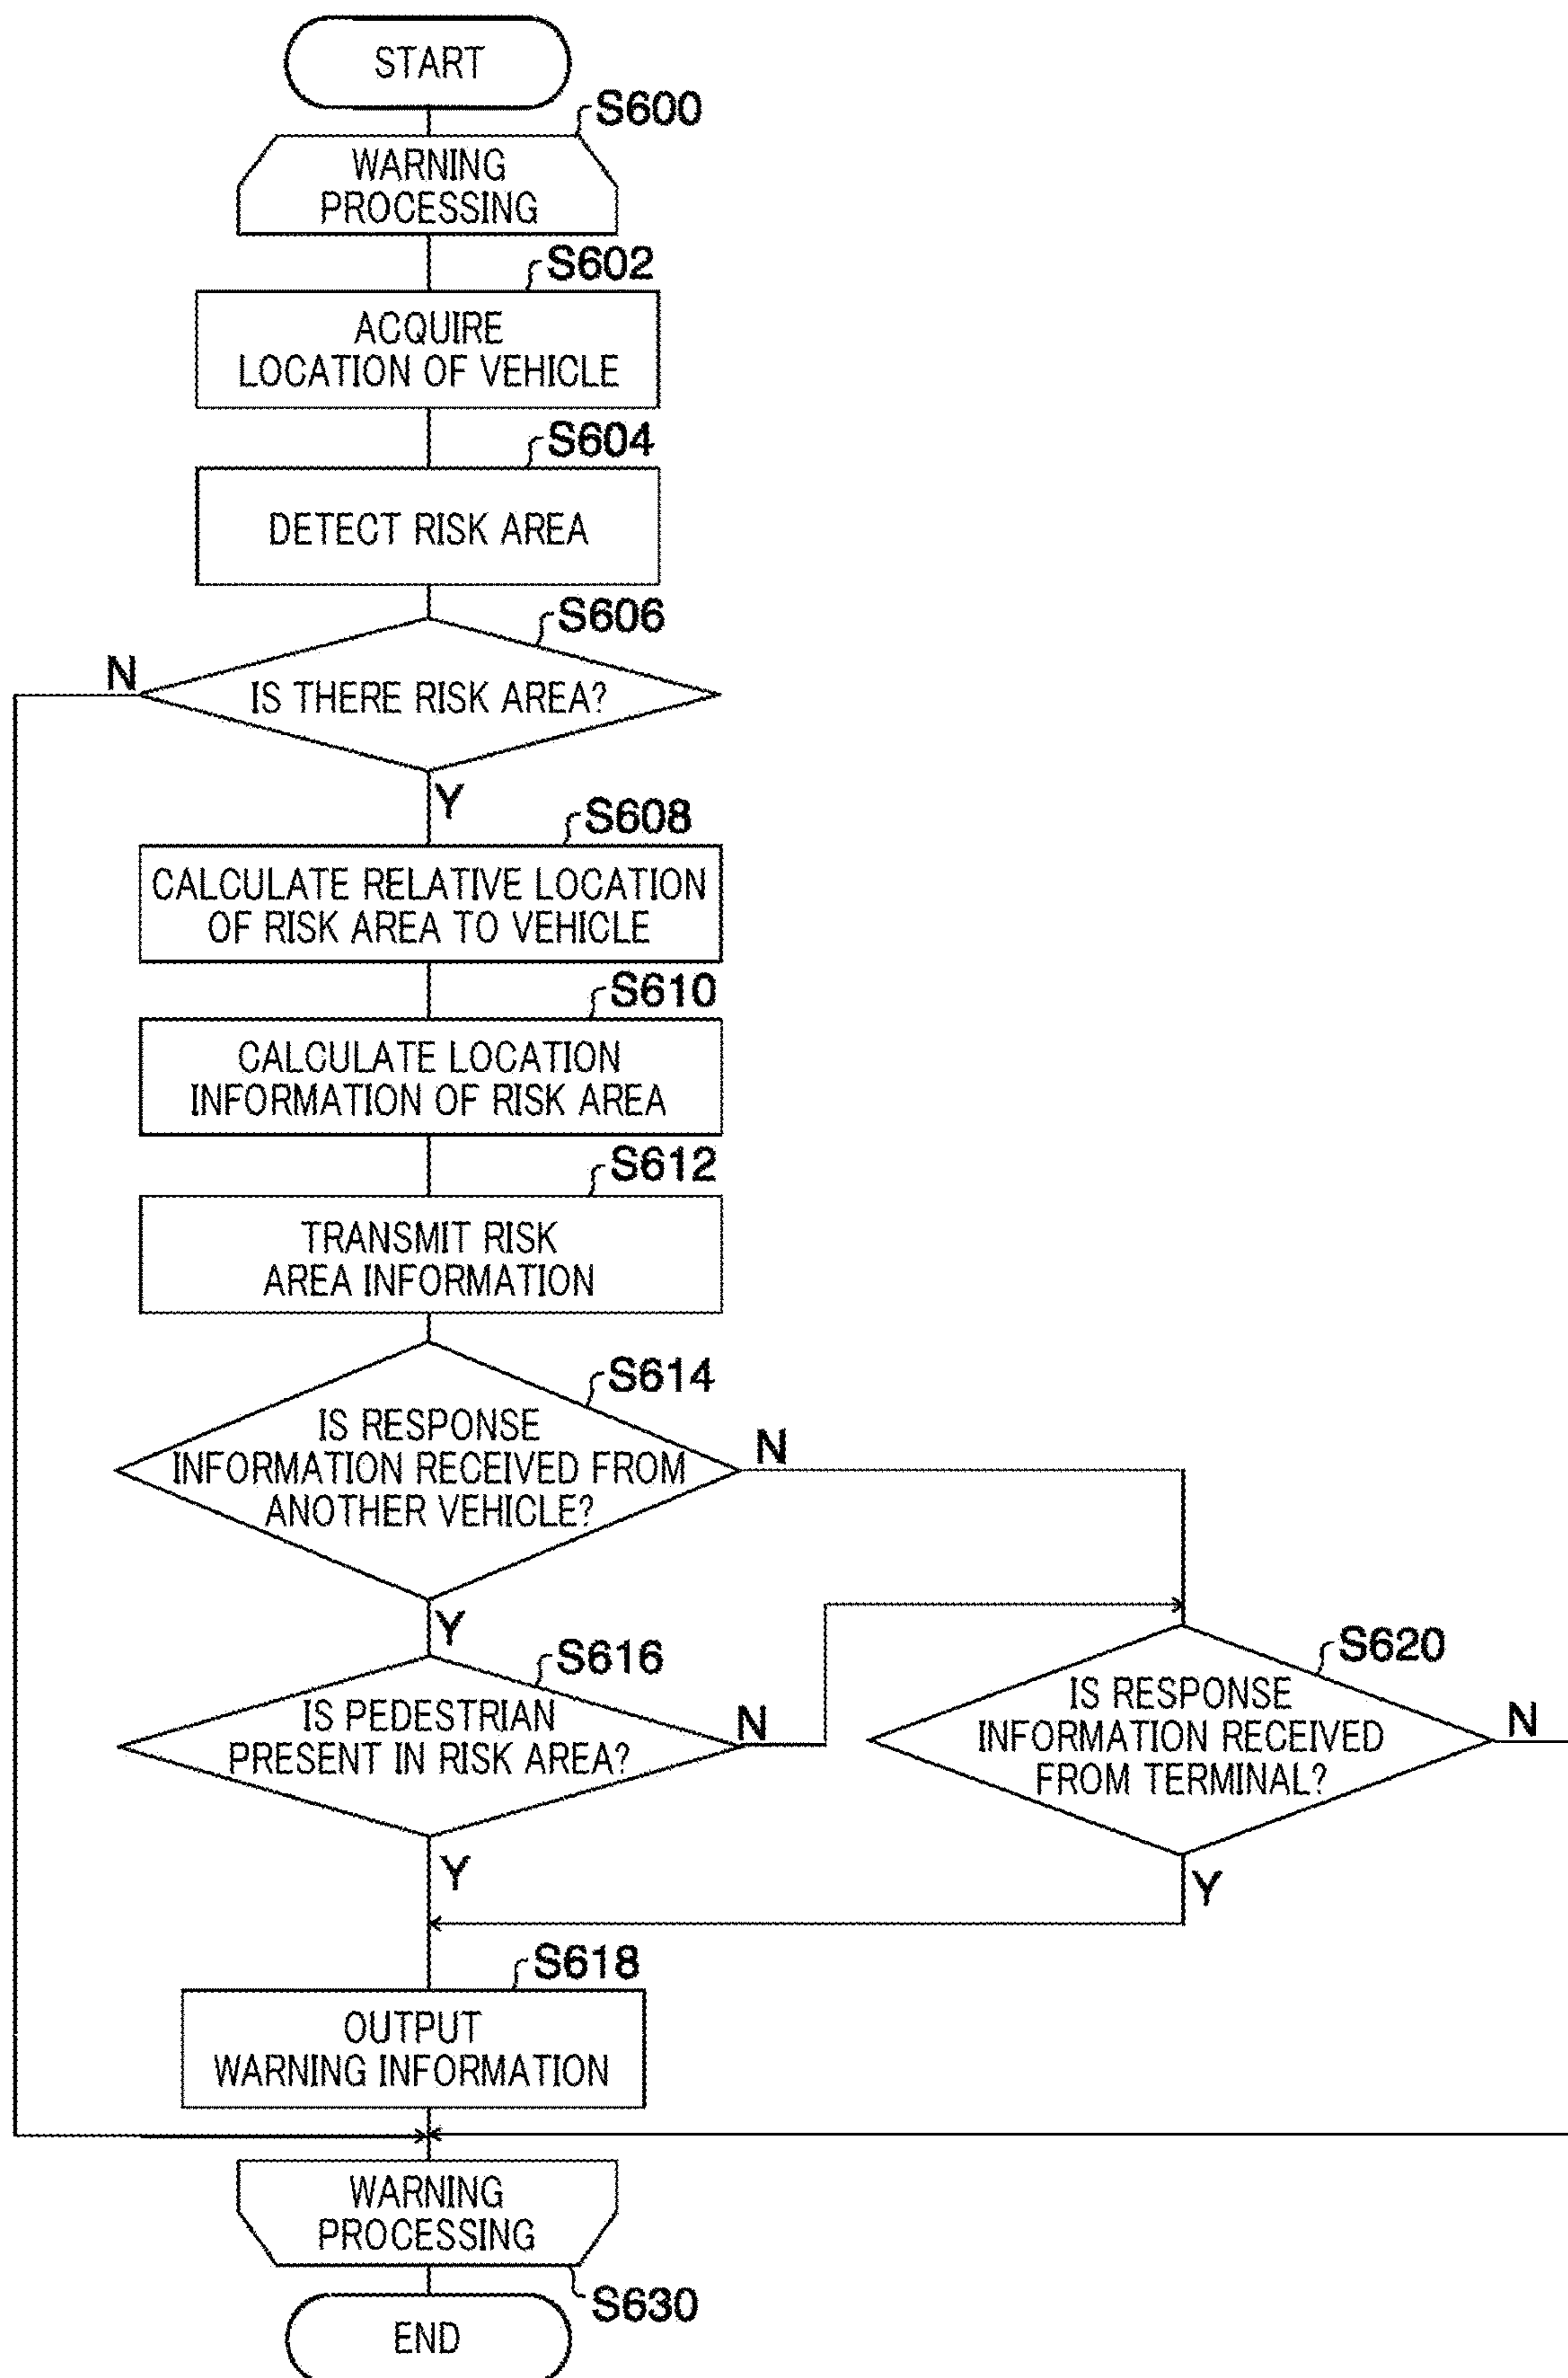 START
S600
WARNING
PROCESSING
S602
ACQUIRE
LOCATION OF VEHICLE
S604
DETECT RISK AREA
S606
N
IS THERE RISK AREA?
Y
S608
CALCULATE RELATIVE LOCATION
OF RISK AREA TO VEHICLE
S610
CALCULATE LOCATION
INFORMATION OF RISK AREA
S612
TRANSMIT RISK
AREA INFORMATION
S614
IS RESPONSE
INFORMATION RECEIVED FROM
ANOTHER VEHICLE?
N
Y
S616
IS PEDESTRIAN
PRESENT IN RISK AREA?
N
S620
IS RESPONSE
INFORMATION RECEIVED
FROM TERMINAL?
N
Y
Y
S618
OUTPUT
WARNING INFORMATION
WARNING
PROCESSING
S630
END